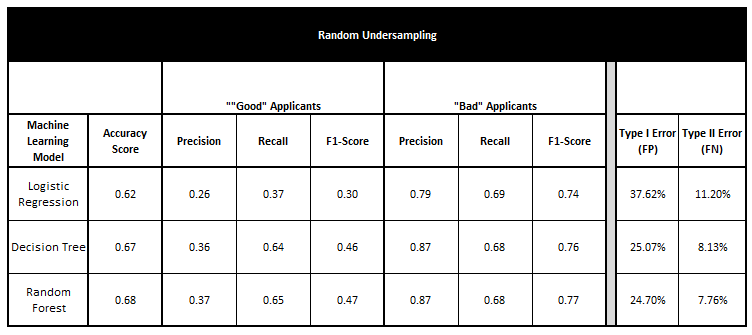 Random Undersampling
""Good" Applicants "Bad" Applicants
Machine Learning Model Accuracy Score Precision Recall F1-Score Precision Recall F1-Score Type I Error (FP) Type II Error (FN)
Logistic Regression 0.62 0.26 0.37 0.30 0.79 0.69 0.74 37.62% 11.20%
Decision Tree 0.67 0.36 0.64 0.46 0.87 0.68 0.76 25.07% 8.13%
Random Forest 0.68 0.37 0.65 0.47 0.87 0.68 0.77 24.70% 7.76%